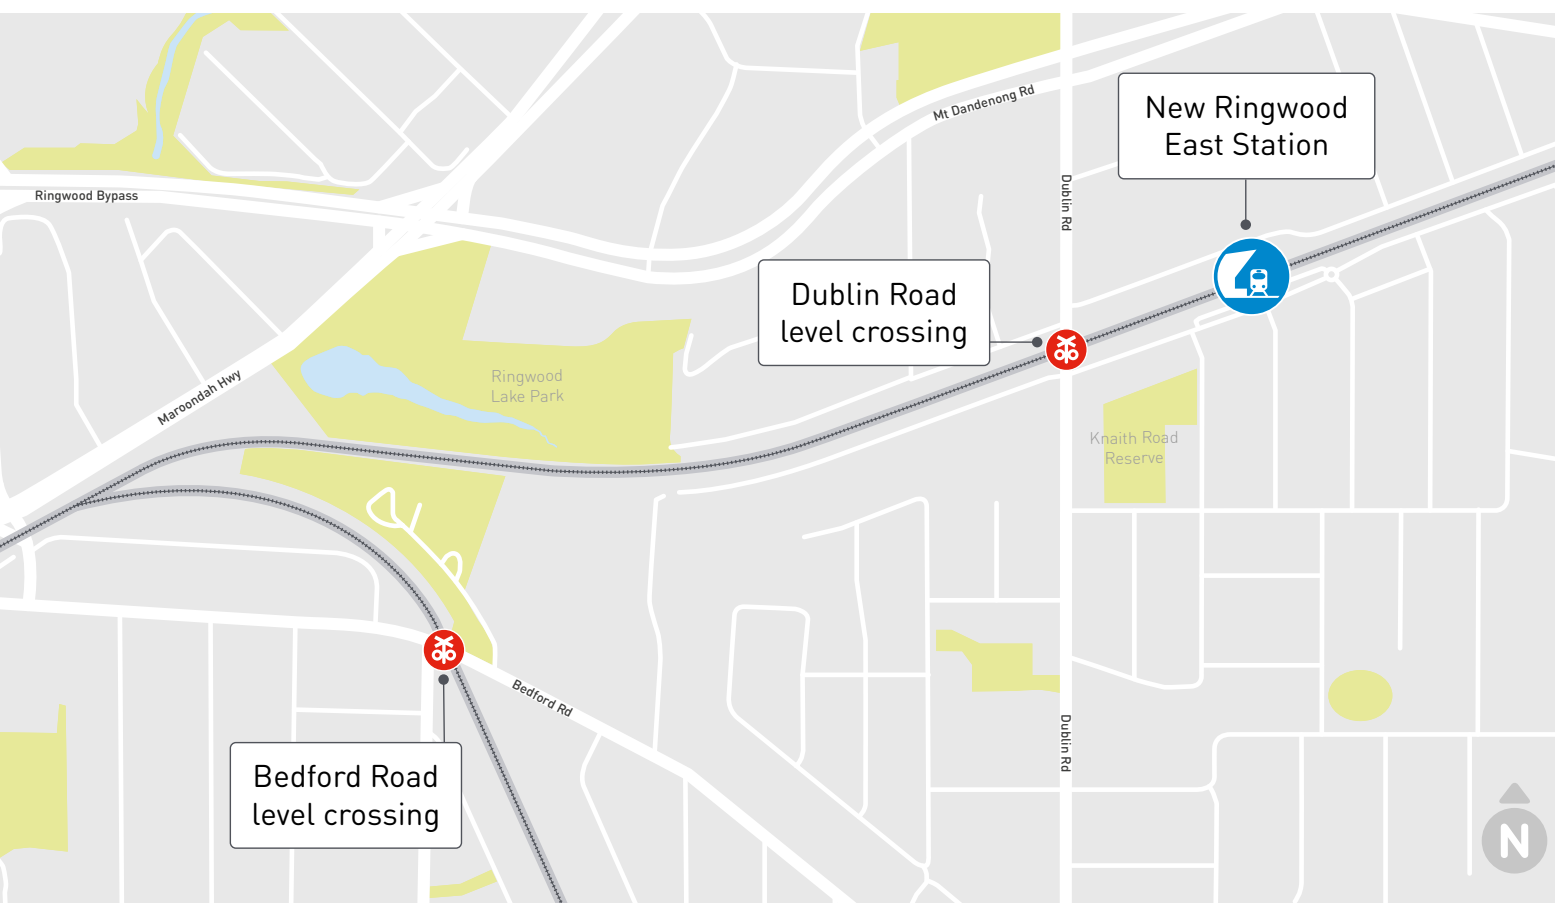 Mt Dandenong Rd
New Ringwood
East Station
Ringwood Bypass
Dublin Rd
Dublin Road
level crossing
Maroondah Hwy
Ringwood
Lake Park
Knaith Road
Reserve
Bedford Rd
Dublin Rd
Bedford Road
level crossing
N